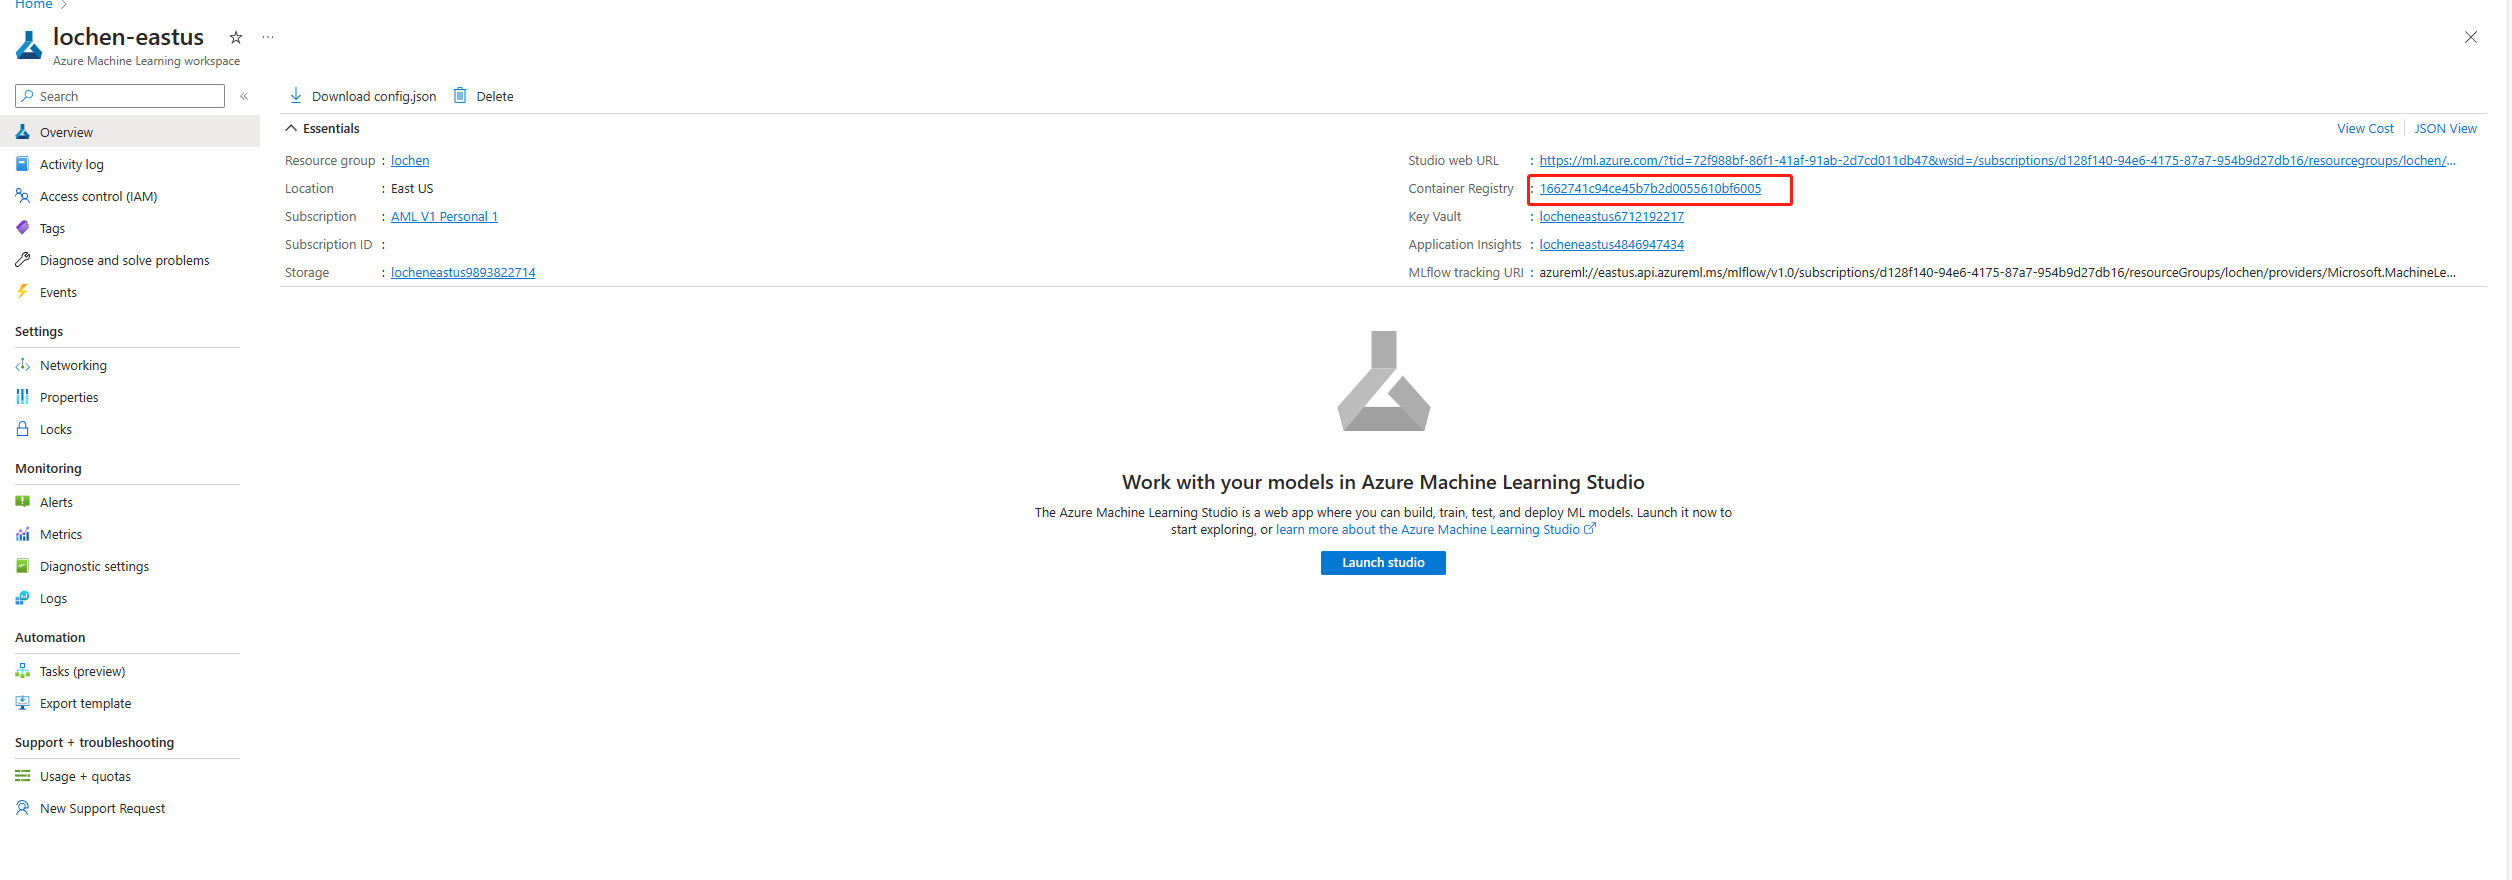 Home
lochen-eastus
Azure Machine Learning workspace
Search
Overview
Activity log
Access control (IAM)
Tags
Diagnose and solve problems
Events
Settings
Networking
Properties
Locks
Monitoring
Alerts
Metrics
Diagnostic settings
Logs
Automation
Tasks (preview)
Export template
Support + troubleshooting
Usage + quotas
New Support Request
Download config.json Delete
Essentials
View Cost JSON View
Resource group : lochen
Location : East US
Subscription : AML V1 Personal 1
Subscription ID :
Storage : locheneastus9893822714
Studio web URL : https://ml.azure.com/?tid=72f988bf-86f1-41af-91ab-2d7cd011db47&wsid=/subscriptions/d128f140-94e6-4175-87a7-954b9d27db16/resourcegroups/lochen/...
Container Registry : 1662741c94ce45b7b2d0055610bf6005
Key Vault : locheneastus6712192217
Application Insights : locheneastus4846947434
MLflow tracking URI : azureml://eastus.api.azureml.ms/mlflow/v1.0/subscriptions/d128f140-94e6-4175-87a7-954b9d27db16/resourceGroups/lochen/providers/Microsoft.MachineLe...
Work with your models in Azure Machine Learning Studio
The Azure Machine Learning Studio is a web app where you can build, train, test, and deploy ML models. Launch it now to
start exploring, or learn more about the Azure Machine Learning Studio
Launch studio